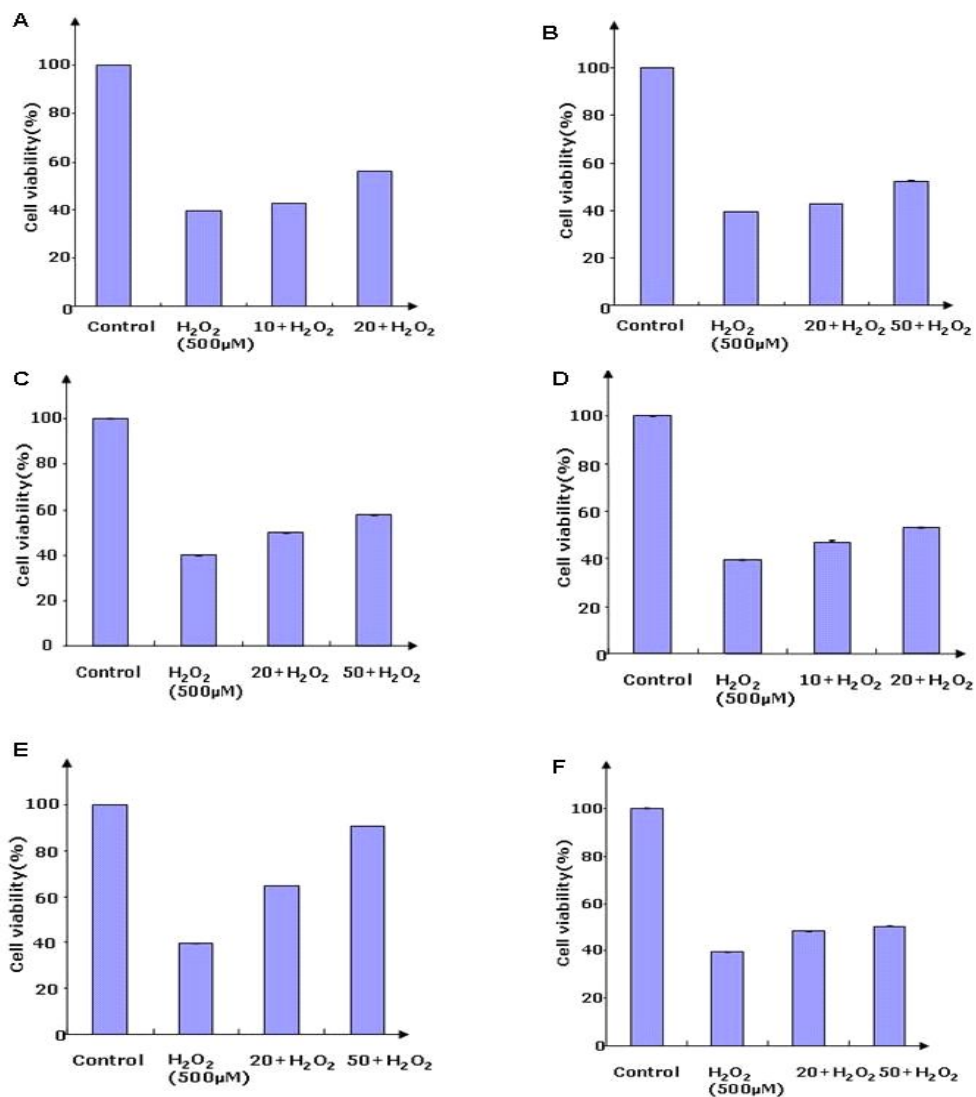 A
Cell viability(%)
100
80
60
40
20
0
Control H₂O₂ 10+H₂O₂ 20+H₂O₂
(500µM)
B
Cell viability(%)
100
80
60
40
20
0
Control H₂O₂ 20+H₂O₂ 50+H₂O₂
(500µM)
C
Cell viability(%)
100
80
60
40
20
0
Control H₂O₂ 20+H₂O₂ 50+H₂O₂
(500µM)
D
Cell viability(%)
100
80
60
40
20
0
Control H₂O₂ 10+H₂O₂ 20+H₂O₂
(500µM)
E
Cell viability(%)
100
80
60
40
20
0
Control H₂O₂ 20+H₂O₂ 50+H₂O₂
(500µM)
F
Cell viability(%)
100
80
60
40
20
0
Control H₂O₂ 20+H₂O₂ 50+H₂O₂
(500µM)